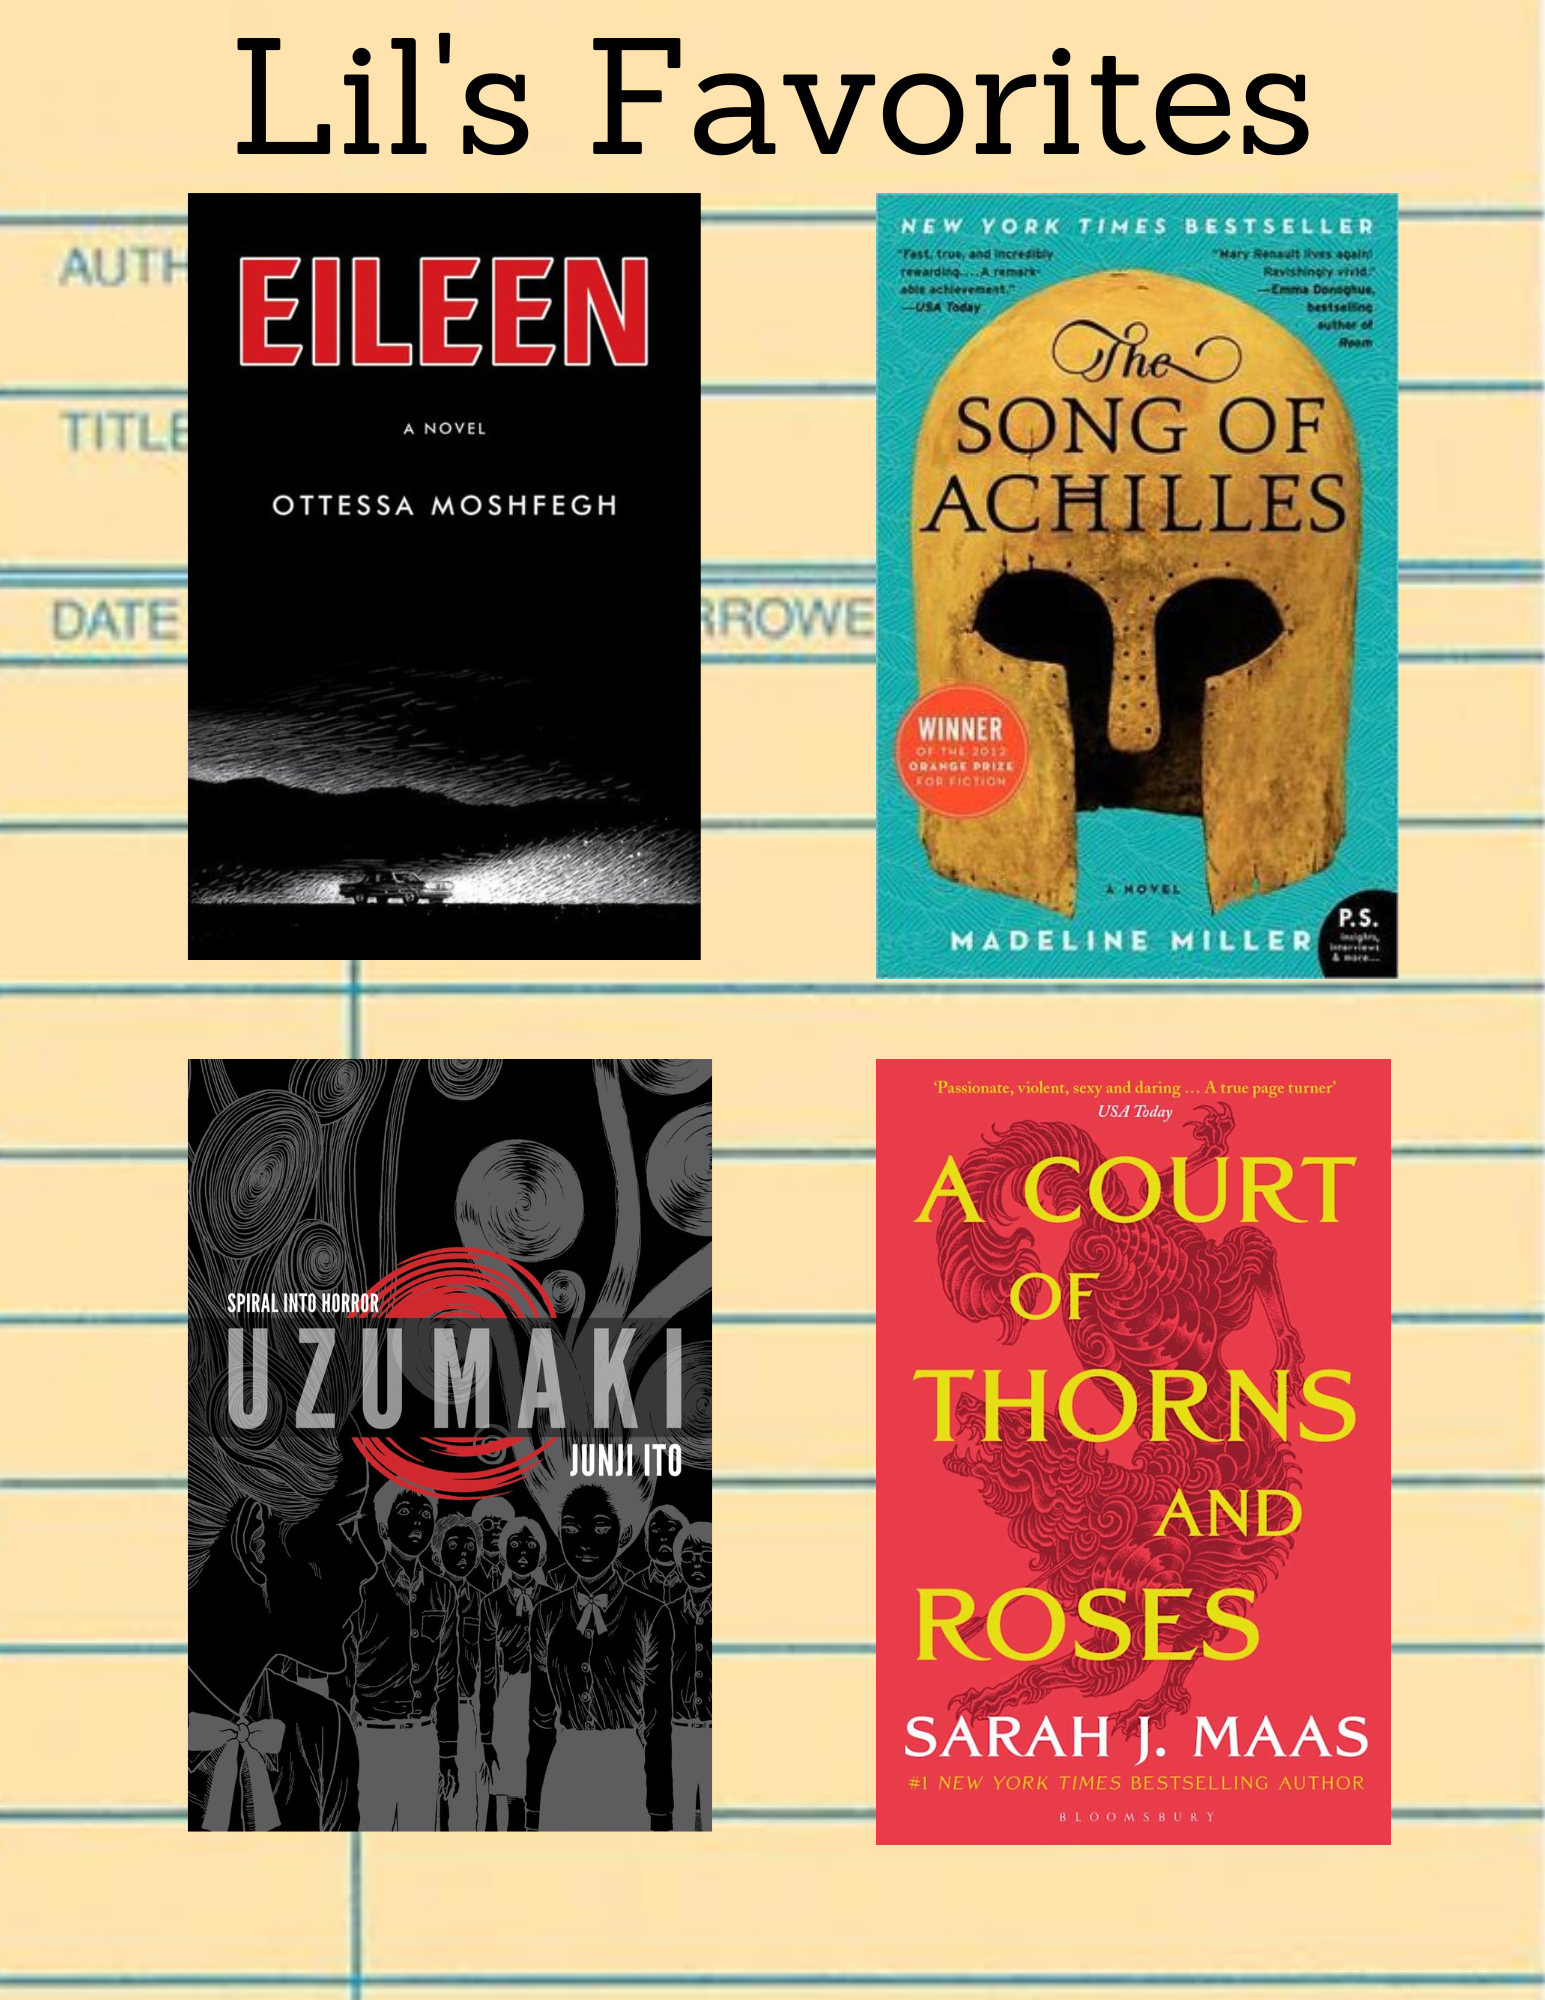 Lil's Favorites
AUTH
TITLE
DATE
RROWE
EILEEN
A NOVEL
OTTESSA MOSHFEGH
NEW YORK TIMES BESTSELLER
"Fast, true, and incredibly
rewarding....A remark-
able achievement."
—USA Today
"Mary Renault lives again!
Ravishingly vivid."
—Emma Donoghue,
bestselling
author of
Room
The
SONG OF
ACHILLES
WINNER
OF THE 2012
ORANGE PRIZE
FOR FICTION
A NOVEL
MADELINE MILLER
P.S.
insights,
interviews
& more...
SPIRAL INTO HORROR
UZUMAKI
JUNJI ITO
'Passionate, violent, sexy and daring ... A true page turner'
USA Today
A COURT
OF
THORNS
AND
ROSES
SARAH J. MAAS
#1 NEW YORK TIMES BESTSELLING AUTHOR
BLOOMSBURY